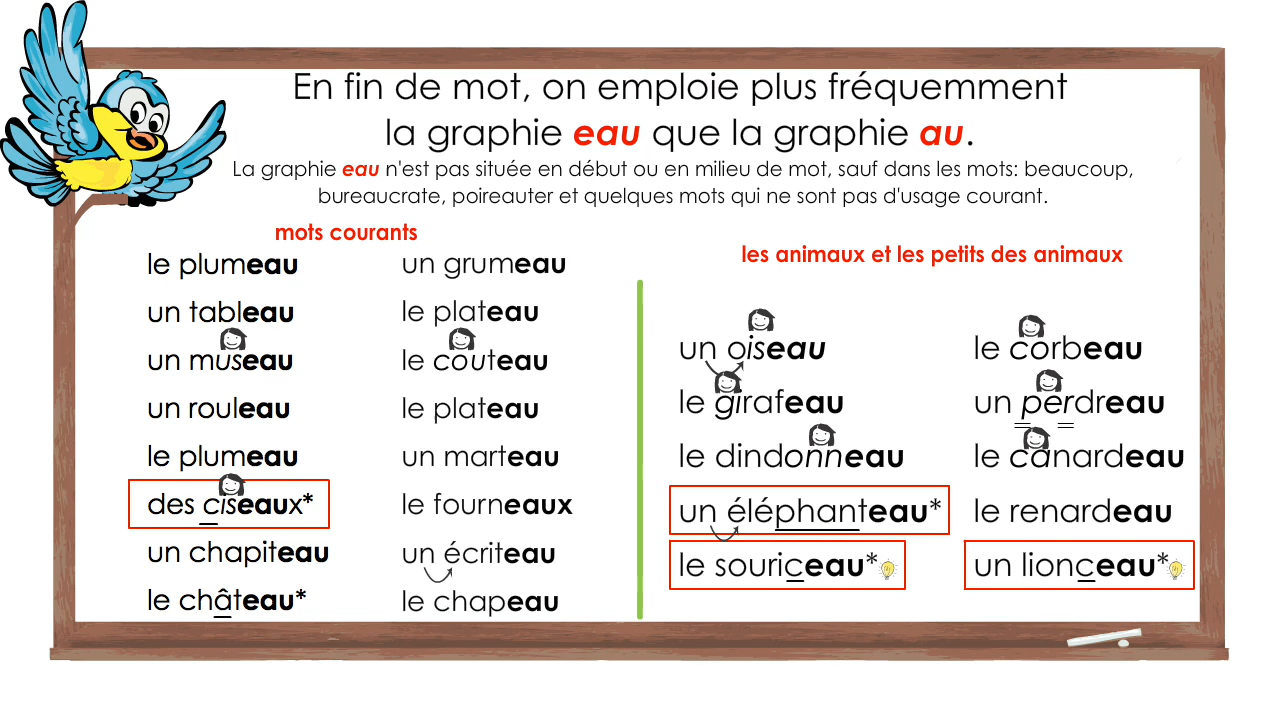 En fin de mot, on emploie plus fréquemment
la graphie eau que la graphie au.
La graphie eau n'est pas située en début ou en milieu de mot, sauf dans les mots: beaucoup,
bureaucrate, poireauter et quelques mots qui ne sont pas d'usage courant.
mots courants
le plumeau
un tableau
un museau
un rouleau
le plumeau
des ciseaux*
un chapiteau
le château*
un grumeau
le plateau
le couteau
le plateau
un marteau
le fourneaux
un écriteau
le chapeau
les animaux et les petits des animaux
un oiseau
le girafeau
le dindonneau
un éléphanteau*
le souriceau*
le corbeau
un perdreau
le canardeau
le renardeau
un lionceau*